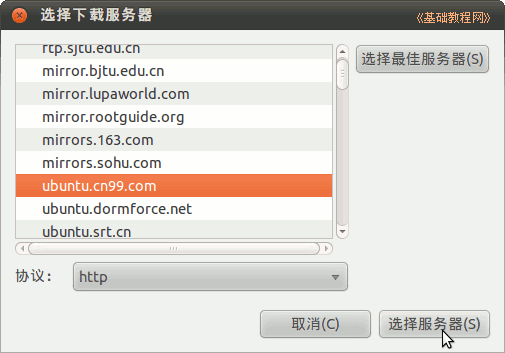 选择下载服务器
《基础教程网》
rtp.sjtu.edu.cn
mirror.bjtu.edu.cn
mirror.lupaworld.com
mirror.rootguide.org
mirrors.163.com
mirrors.sohu.com
ubuntu.cn99.com
ubuntu.dormforce.net
ubuntu.srt.cn
选择最佳服务器(S)
协议：
http
取消(C)
选择服务器(S)